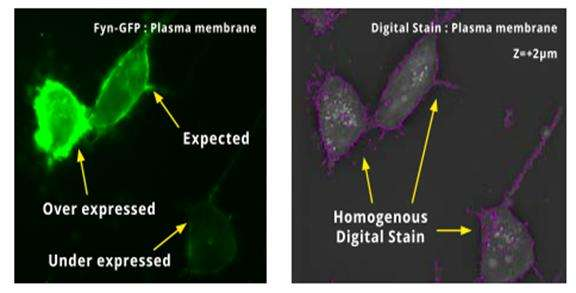 Fyn-GFP : Plasma membrane
Expected
Over expressed
Under expressed
Digital Stain : Plasma membrane
Z=+2μm
Homogenous
Digital Stain